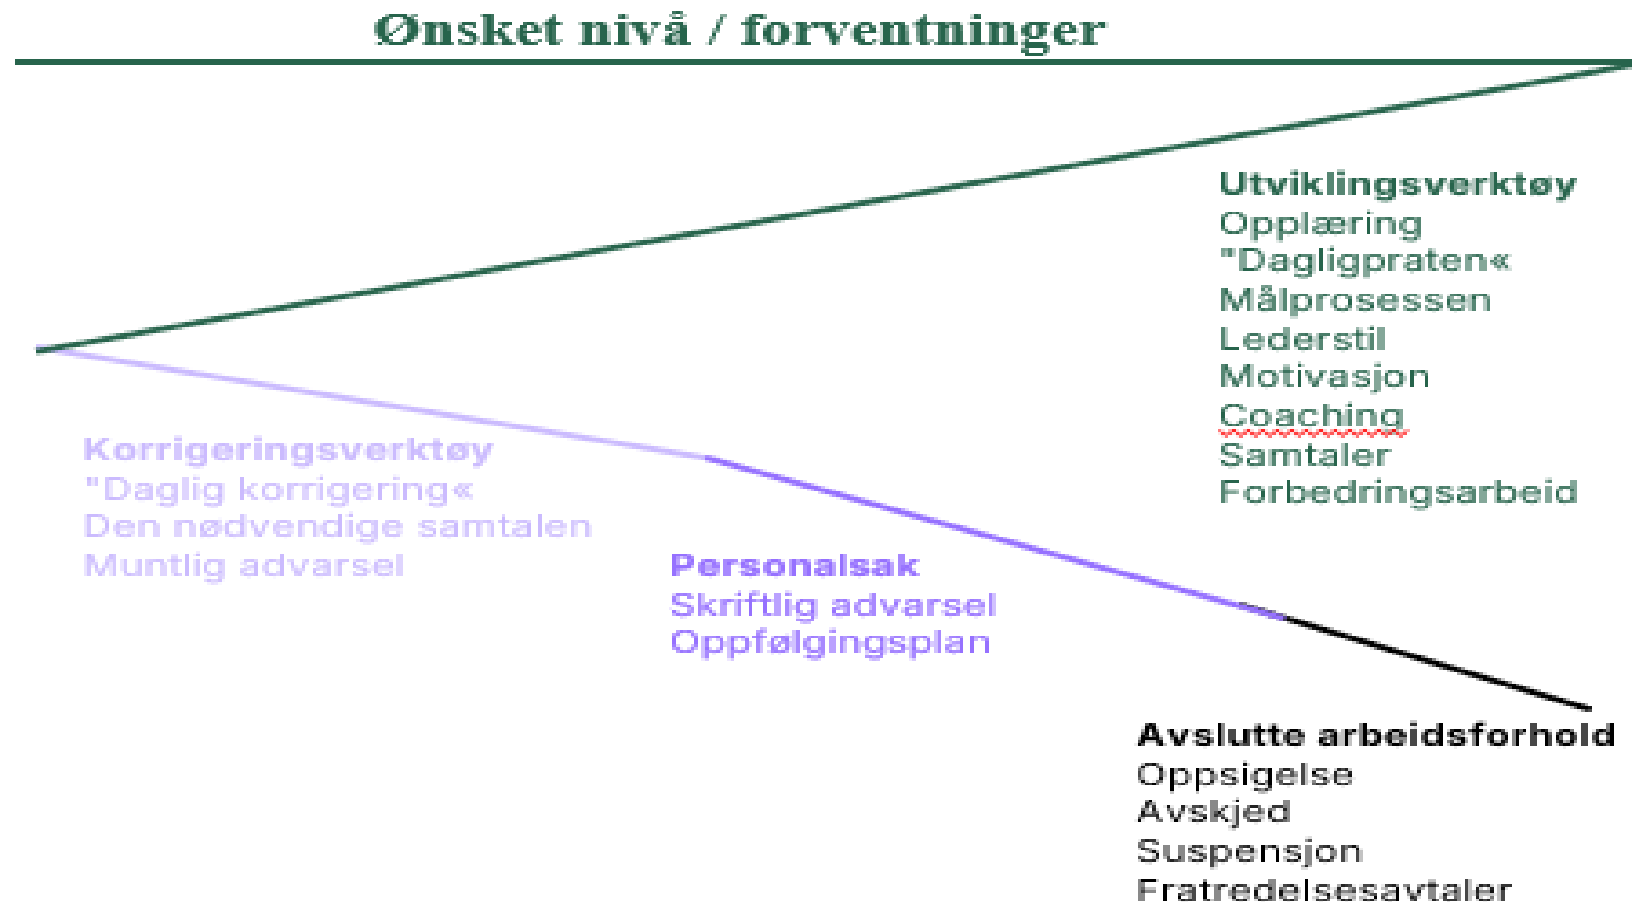 Ønsket nivå / forventninger
Utviklingsverktøy
Opplæring
"Dagligpraten«
Målprosessen
Lederstil
Motivasjon
Coaching
Samtaler
Forbedringsarbeid
Korrigeringsverktøy
"Daglig korrigering«
Den nødvendige samtalen
Muntlig advarsel
Personalsak
Skriftlig advarsel
Oppfølgingsplan
Avslutte arbeidsforhold
Oppsigelse
Avskjed
Suspensjon
Fratredelsesavtaler